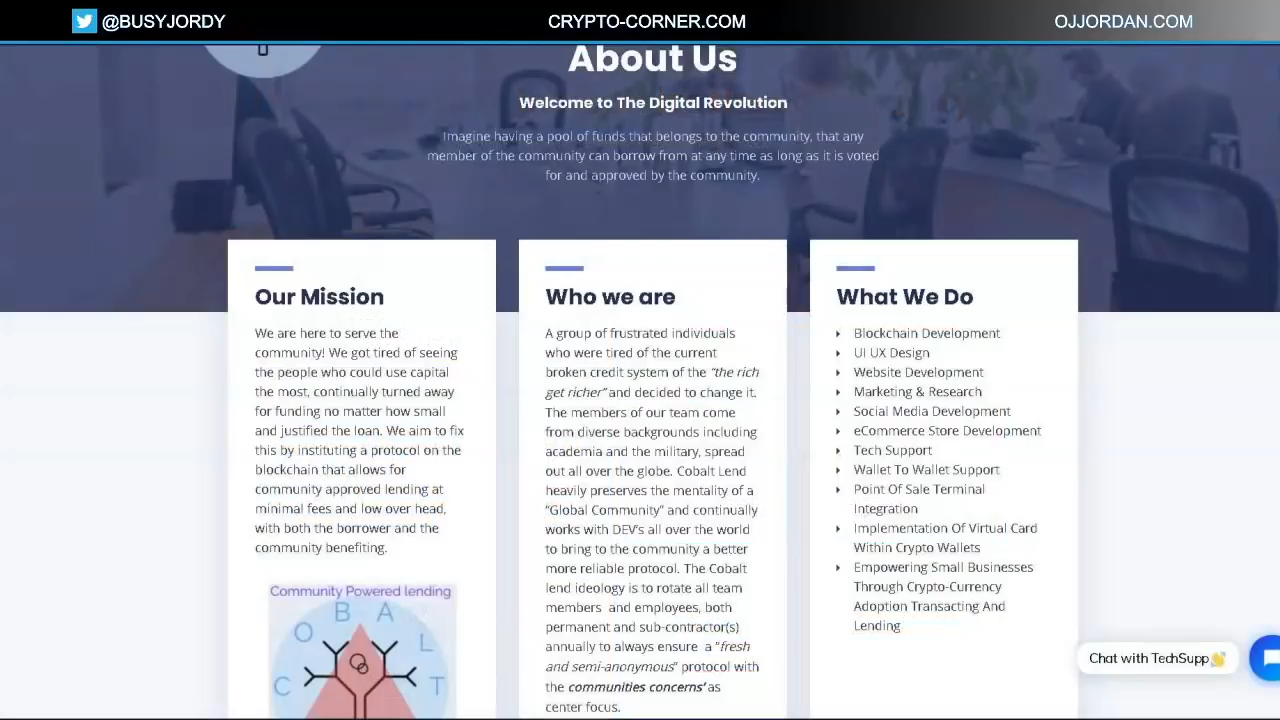 @BUSYJORDY
CRYPTO-CORNER.COM
OJJORDAN.COM
About Us
Welcome to The Digital Revolution
Imagine having a pool of funds that belongs to the community, that any
member of the community can borrow from at any time as long as it is voted
for and approved by the community.
Our Mission
We are here to serve the
community! We got tired of seeing
the people who could use capital
the most, continually turned away
for funding no matter how small
and justified the loan. We aim to fix
this by instituting a protocol on the
blockchain that allows for
community approved lending at
minimal fees and low over head,
with both the borrower and the
community benefiting.
Community Powered lending
C O B A L T
Who we are
A group of frustrated individuals
who were tired of the current
broken credit system of the "the rich
get richer" and decided to change it.
The members of our team come
from diverse backgrounds including
academia and the military, spread
out all over the globe. Cobalt Lend
heavily preserves the mentality of a
"Global Community" and continually
works with DEV's all over the world
to bring to the community a better
more reliable protocol. The Cobalt
lend ideology is to rotate all team
members and employees, both
permanent and sub-contractor(s)
annually to always ensure a "fresh
and semi-anonymous" protocol with
the communities concerns' as
center focus.
What We Do
Blockchain Development
UI UX Design
Website Development
Marketing & Research
Social Media Development
eCommerce Store Development
Tech Support
Wallet To Wallet Support
Point Of Sale Terminal
Integration
Implementation Of Virtual Card
Within Crypto Wallets
Empowering Small Businesses
Through Crypto-Currency
Adoption Transacting And
Lending
Chat with TechSupp👋